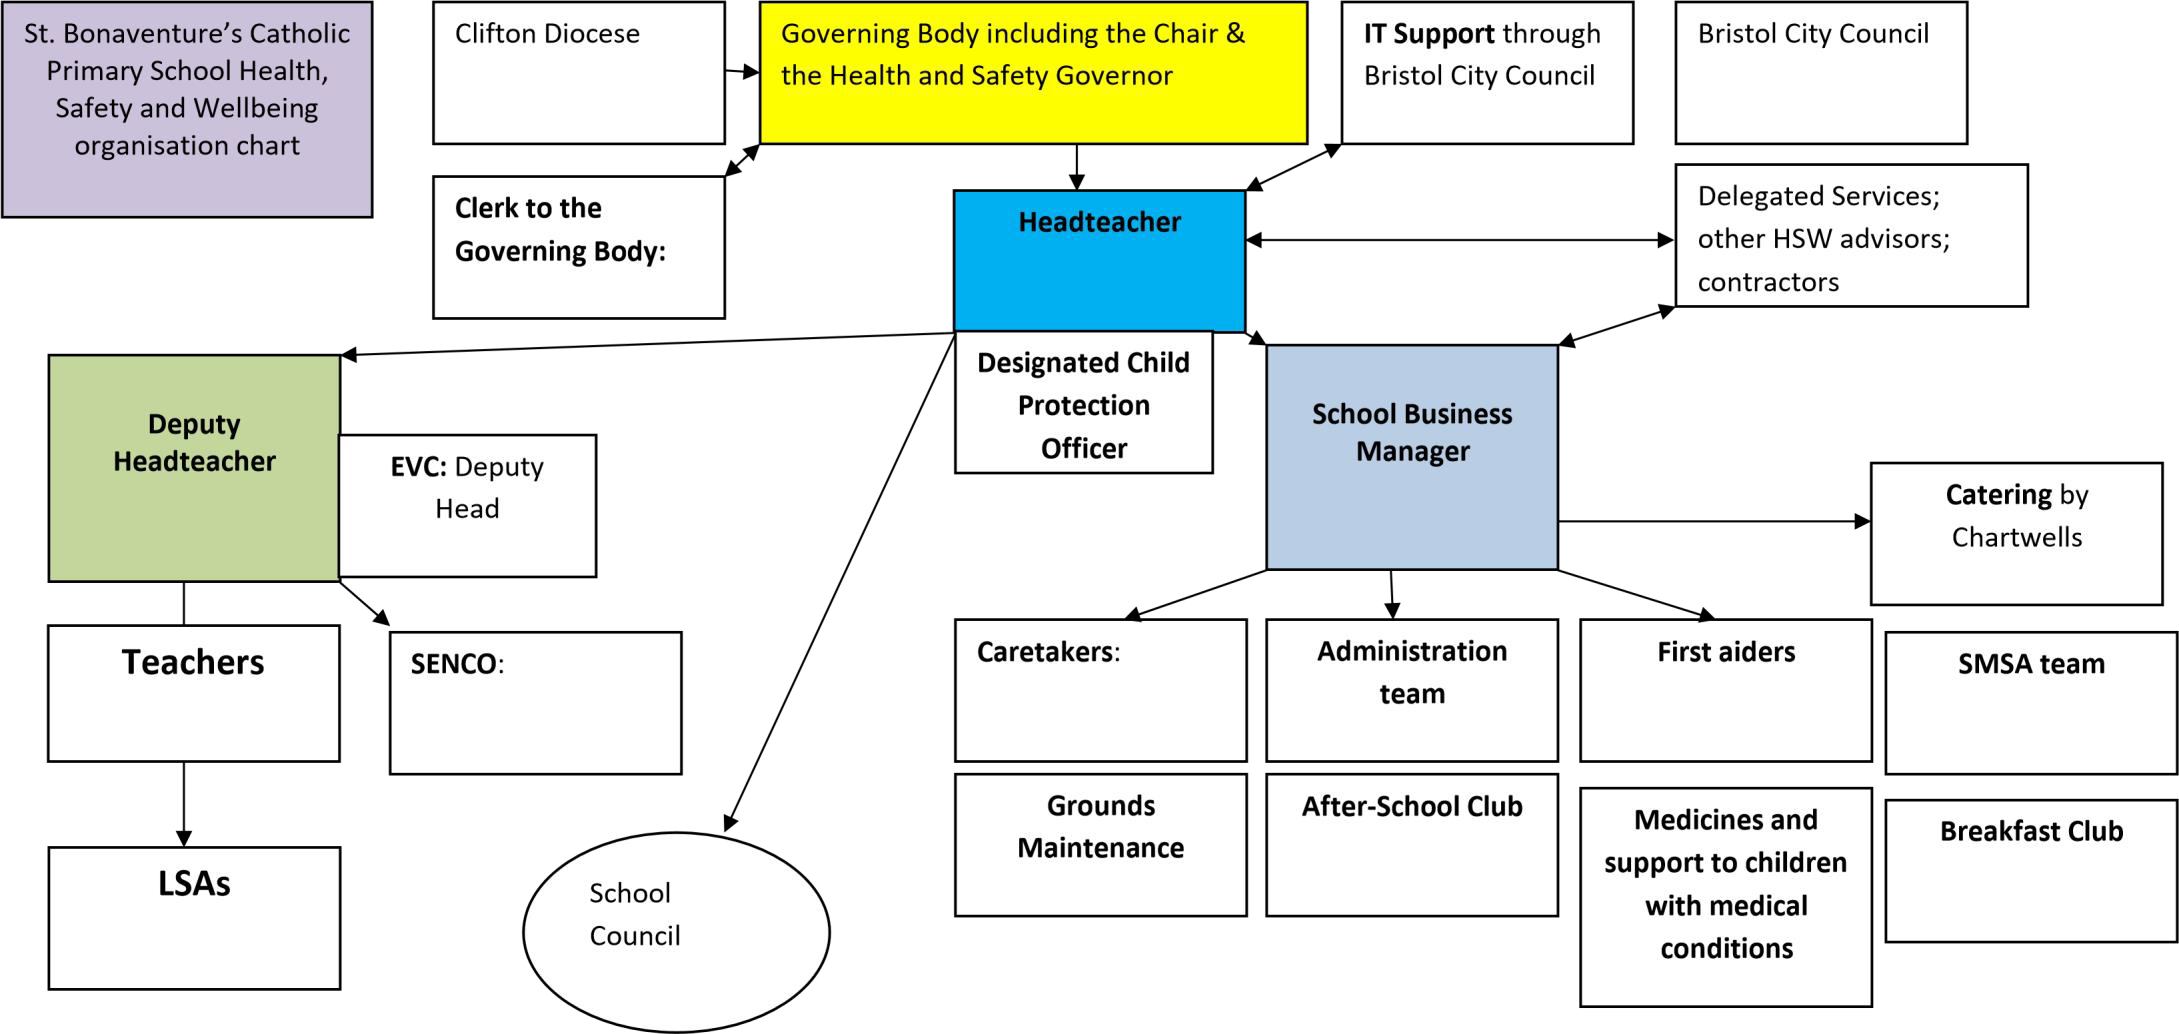 St. Bonaventure’s Catholic
Primary School Health,
Safety and Wellbeing
organisation chart
Clifton Diocese
Governing Body including the Chair &
the Health and Safety Governor
IT Support through
Bristol City Council
Bristol City Council
Clerk to the
Governing Body:
Headteacher
Delegated Services;
other HSW advisors;
contractors
Designated Child
Protection
Officer
Deputy
Headteacher
EVC: Deputy
Head
School Business
Manager
Catering by
Chartwells
Teachers
SENCO:
Caretakers:
Administration
team
First aiders
SMSA team
LSAs
School
Council
Grounds
Maintenance
After-School Club
Medicines and
support to children
with medical
conditions
Breakfast Club